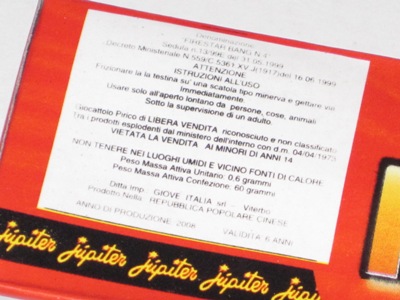 Denominazione
"FIRESTAR BANG N.4"
Seduta n.13/99E del 31.05.1999
Decreto Ministeriale N.559/C.5361 XV.J(1917)del 16.06.1999
ATTENZIONE
ISTRUZIONI ALL'USO
Frizionare la la testina su' una scatola tipo minerva e gettare via
Immediatamente.
Usare solo all'aperto lontano da persone, cose, animali
Sotto la supervisione di un adulto.
Giocattolo Pirico di LIBERA VENDITA riconosciuto e non classificato
Tra i prodotti esplodenti dal ministero dell'interno con d.m. 04/04/1973
VIETATA LA VENDITA AI MINORI DI ANNI 14
NON TENERE NEI LUOGHI UMIDI E VICINO FONTI DI CALORE
Peso Massa Attiva Unitario: 0,6 grammi
Peso Massa Attiva Confezione: 60 grammi
Ditta Imp. GIOVE ITALIA srl - Viterbo
Prodotto Nella REPUBBLICA POPOLARE CINESE
ANNO DI PRODUZIONE 2008 VALIDITA' 6 ANNI
Jupiter Jupiter Jupiter Jupiter Jupiter